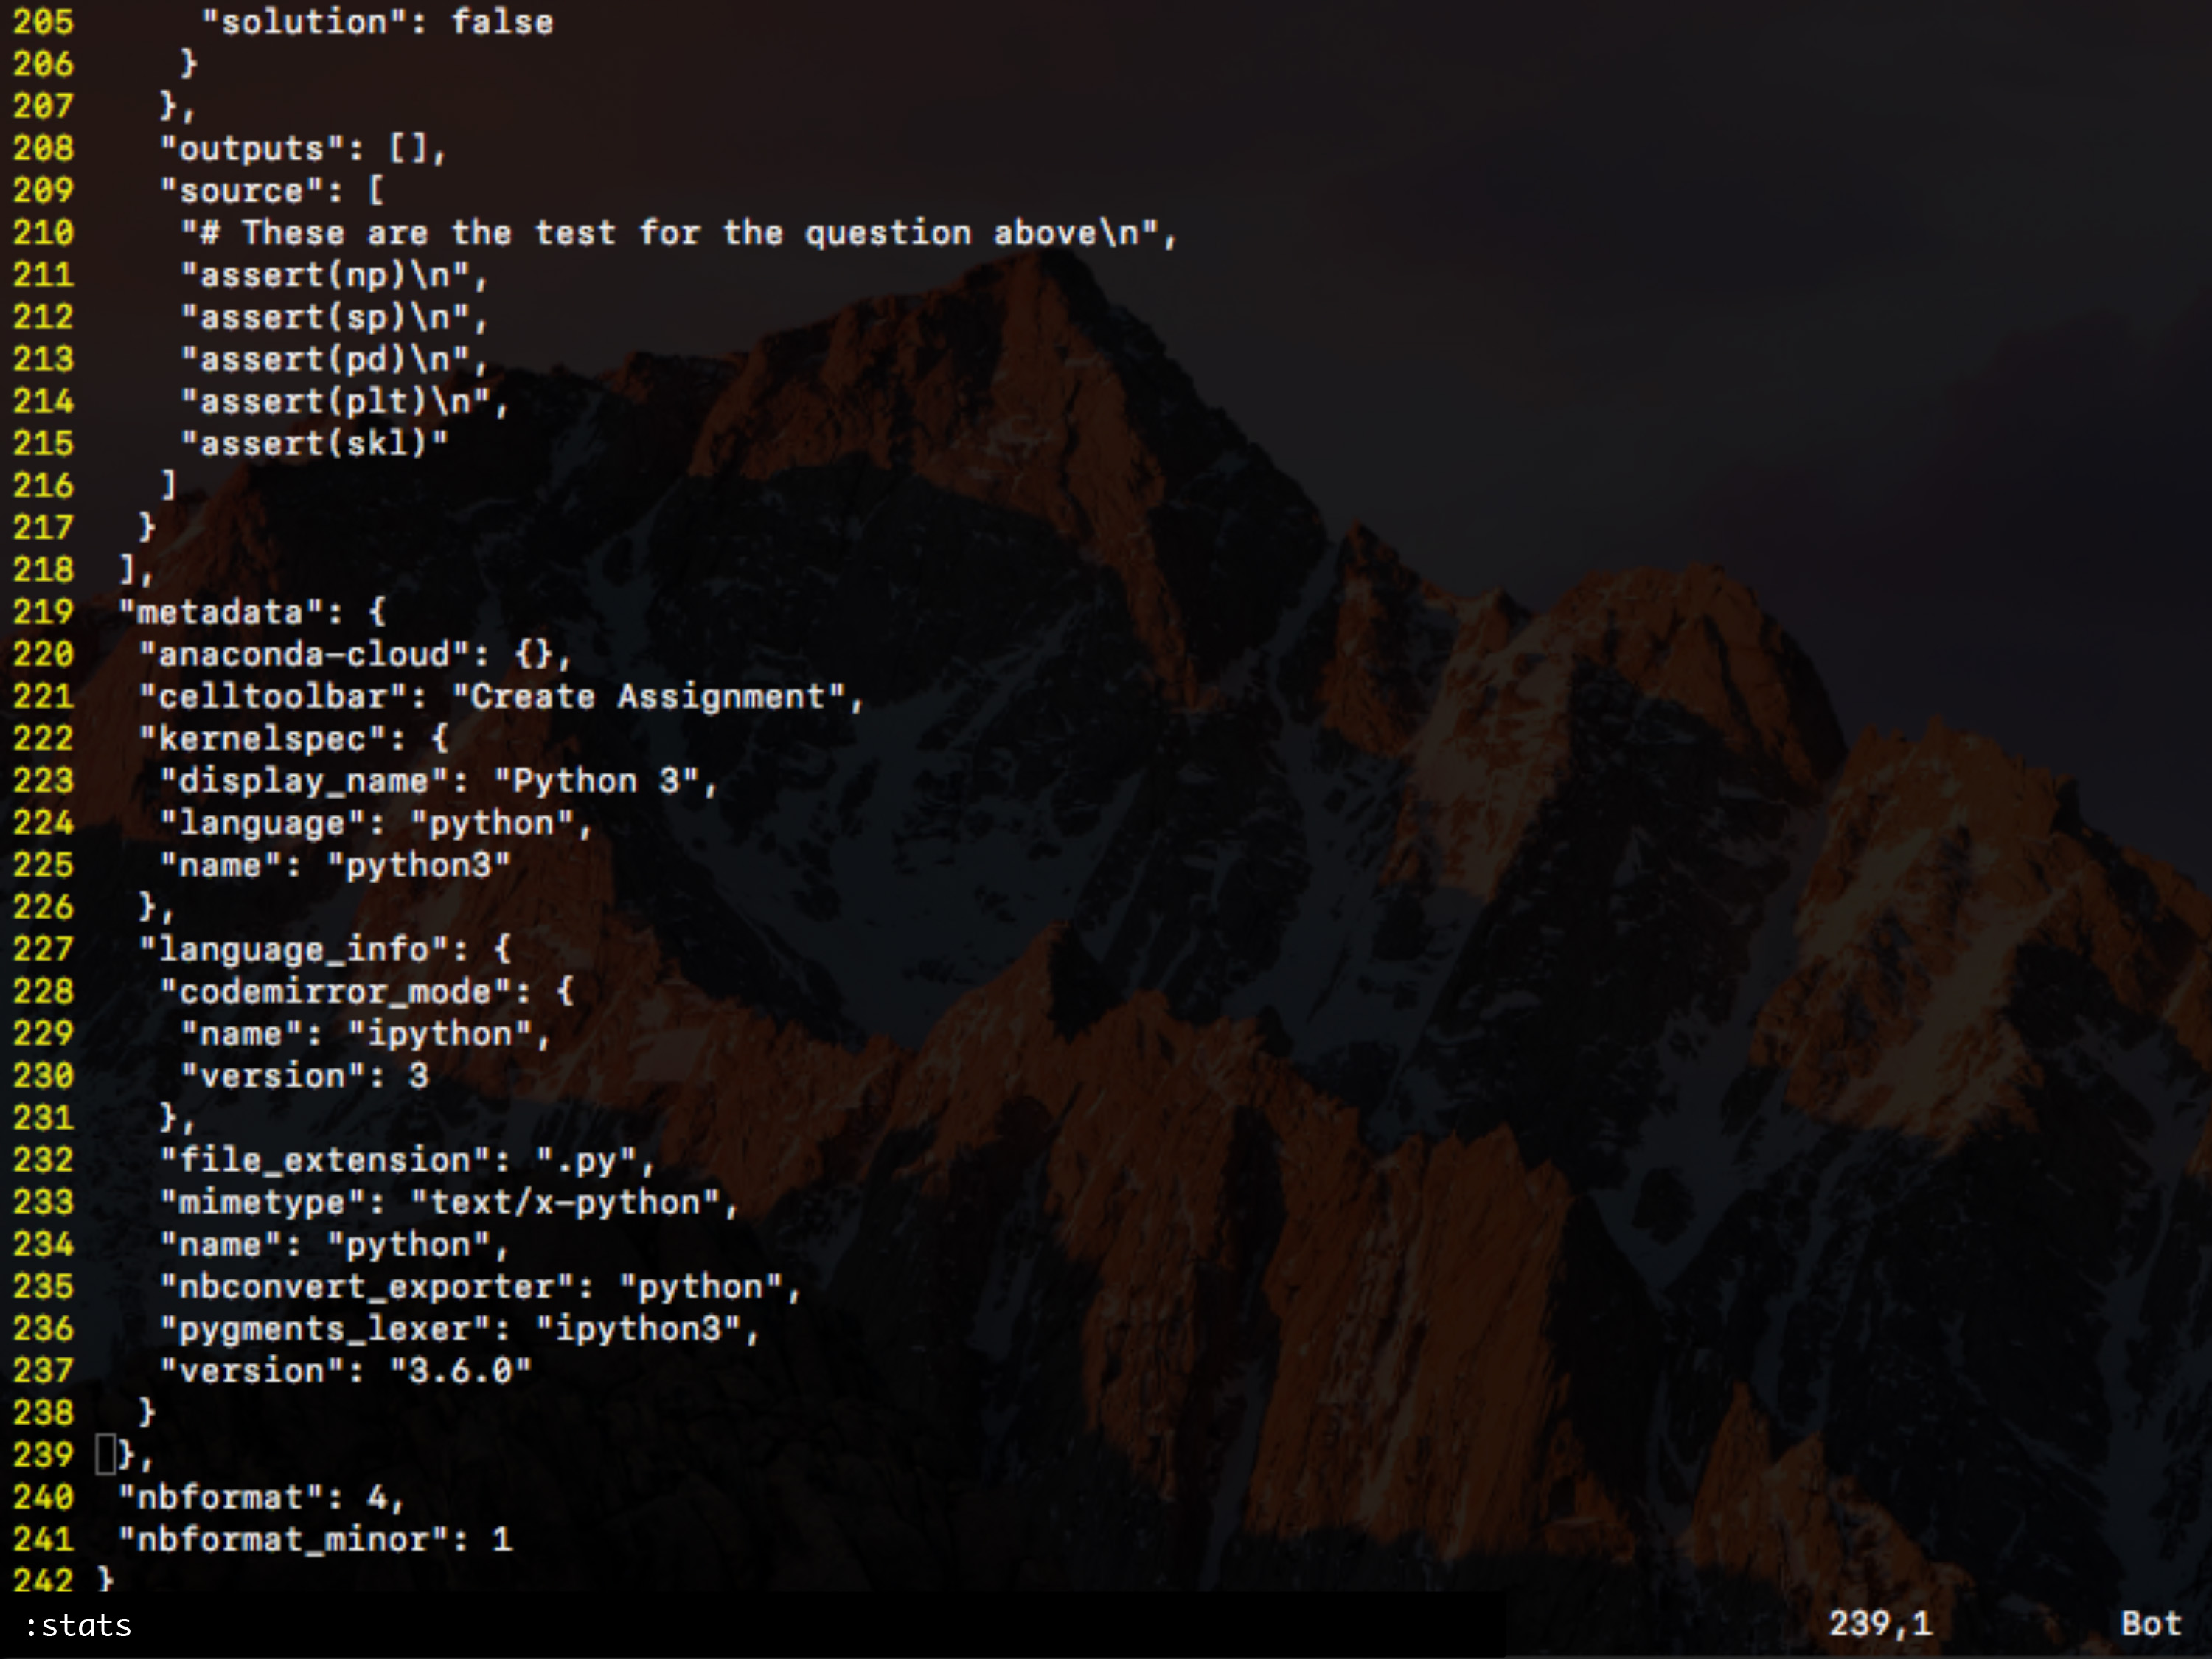 205      "solution": false
206     }
207    },
208    "outputs": [],
209    "source": [
210     "# These are the test for the question above\n",
211     "assert(np)\n",
212     "assert(sp)\n",
213     "assert(pd)\n",
214     "assert(plt)\n",
215     "assert(skl)"
216    ]
217   }
218  ],
219  "metadata": {
220   "anaconda-cloud": {},
221   "celltoolbar": "Create Assignment",
222   "kernelspec": {
223    "display_name": "Python 3",
224    "language": "python",
225    "name": "python3"
226   },
227   "language_info": {
228    "codemirror_mode": {
229     "name": "ipython",
230     "version": 3
231    },
232    "file_extension": ".py",
233    "mimetype": "text/x-python",
234    "name": "python",
235    "nbconvert_exporter": "python",
236    "pygments_lexer": "ipython3",
237    "version": "3.6.0"
238   }
239  },
240  "nbformat": 4,
241  "nbformat_minor": 1
242 }
:stats 239,1 Bot